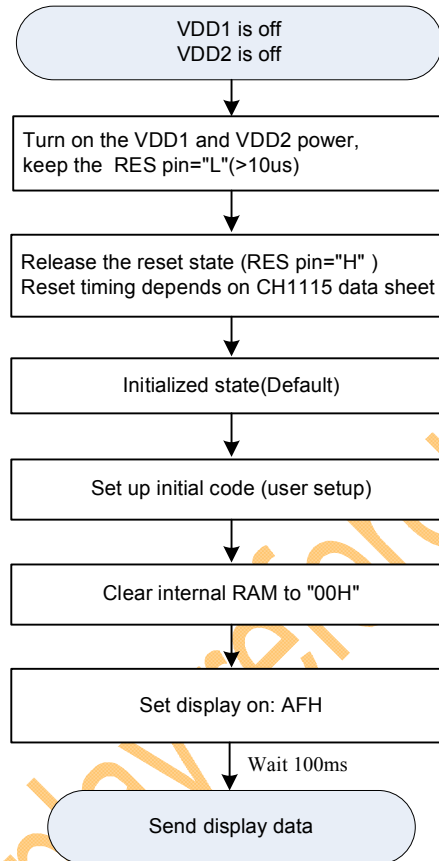 VDD1 is off
VDD2 is off
Turn on the VDD1 and VDD2 power,
keep the RES pin="L"(>10us)
Release the reset state (RES pin="H" )
Reset timing depends on CH1115 data sheet
Initialized state(Default)
Set up initial code (user setup)
Clear internal RAM to "00H"
Set display on: AFH
Wait 100ms
Send display data